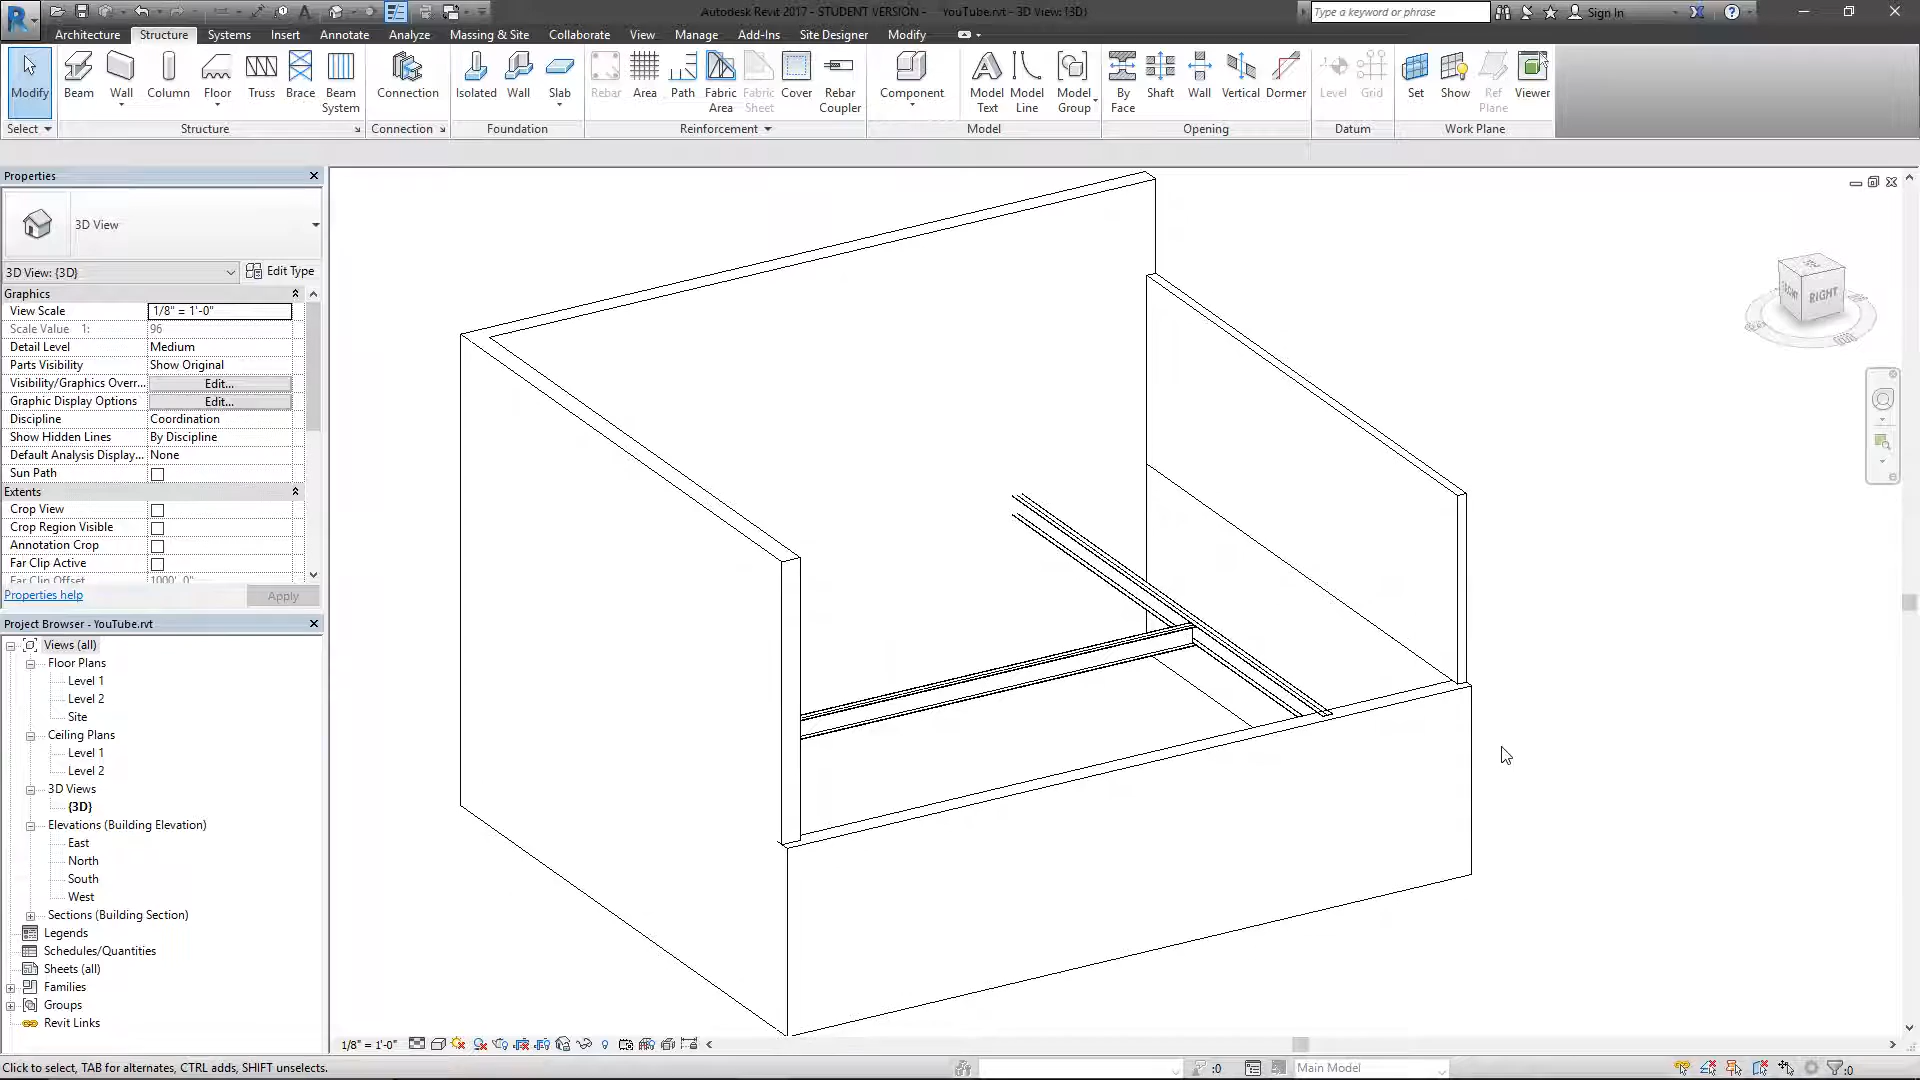 Autodesk Revit 2017 - STUDENT VERSION - YouTube.rvt - 3D View: {3D}
Type a keyword or phrase
Sign In
Architecture Structure Systems Insert Annotate Analyze Massing & Site Collaborate View Manage Add-Ins Site Designer Modify
Modify Beam Wall Column Floor Truss Brace Beam System Connection Isolated Wall Slab Rebar Area Path Fabric Area Fabric Sheet Cover Rebar Coupler Component Model Text Model Line Model Group By Face Shaft Wall Vertical Dormer Level Grid Set Show Ref Plane Viewer
Select Structure Connection Foundation Reinforcement Model Opening Datum Work Plane
Properties
3D View
3D View: {3D} Edit Type
Graphics
View Scale 1/8" = 1'-0"
Scale Value 1: 96
Detail Level Medium
Parts Visibility Show Original
Visibility/Graphics Overr... Edit...
Graphic Display Options Edit...
Discipline Coordination
Show Hidden Lines By Discipline
Default Analysis Display... None
Sun Path
Extents
Crop View
Crop Region Visible
Annotation Crop
Far Clip Active
Far Clip Offset 1000' 0"
Properties help Apply
Project Browser - YouTube.rvt
Views (all)
Floor Plans
Level 1
Level 2
Site
Ceiling Plans
Level 1
Level 2
3D Views
{3D}
Elevations (Building Elevation)
East
North
South
West
Sections (Building Section)
Legends
Schedules/Quantities
Sheets (all)
Families
Groups
Revit Links
FRONT RIGHT
1/8" = 1'-0"
Click to select, TAB for alternates, CTRL adds, SHIFT unselects.
:0
Main Model
:0